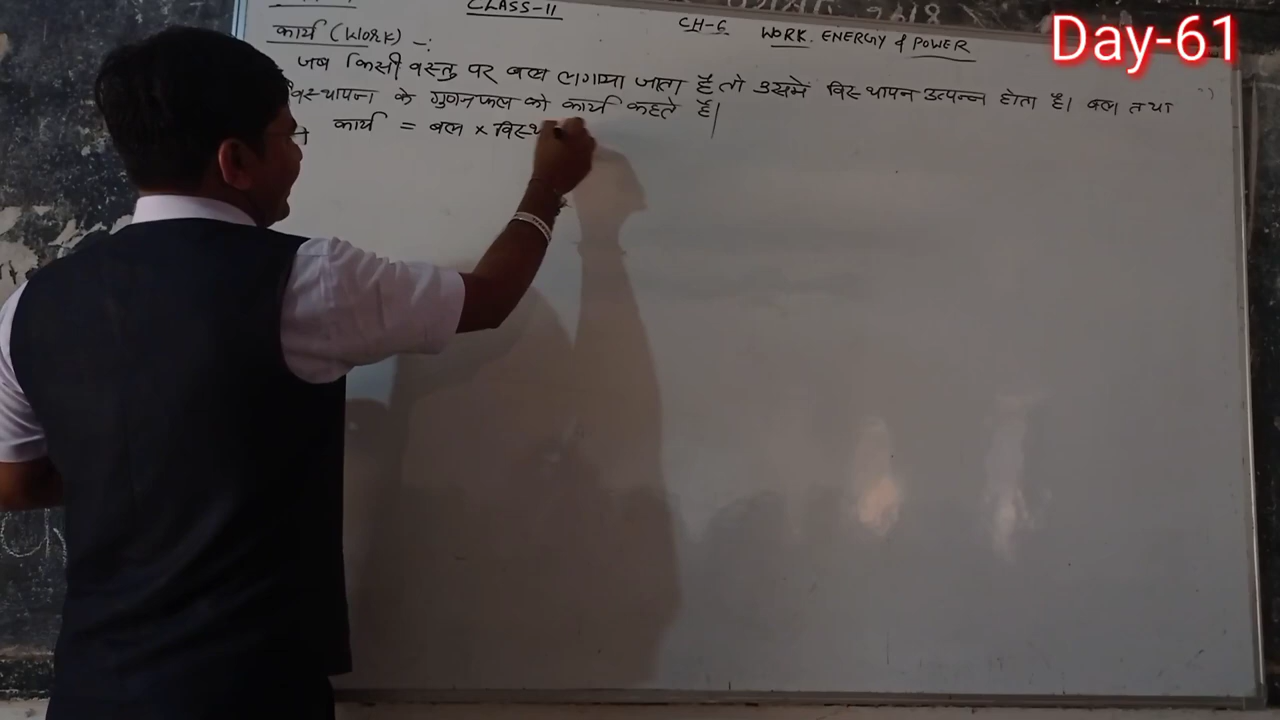 CLASS-11
CH-6 WORK. ENERGY & POWER
Day-61
कार्य (Work) -:
जब किसी वस्तु पर बल लगाया जाता है तो उसमें विस्थापन उत्पन्न होता है। बल तथा
विस्थापन के गुणनफल को कार्य कहते हैं।
कार्य = बल × विस्थ